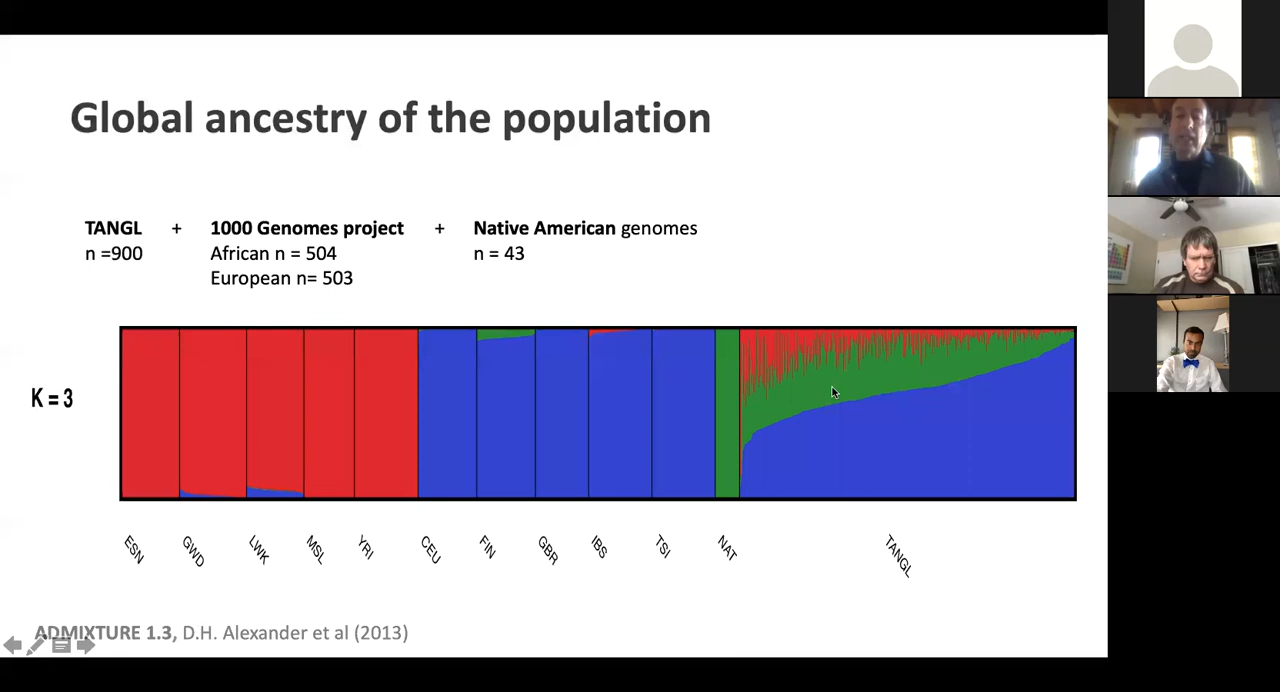 Global ancestry of the population
TANGL + 1000 Genomes project + Native American genomes
n =900 African n = 504 n = 43
European n= 503
K = 3
ESN GWD LWK MSL YRI CEU FIN GBR IBS TSI NAT TANGL
ADMIXTURE 1.3, D.H. Alexander et al (2013)